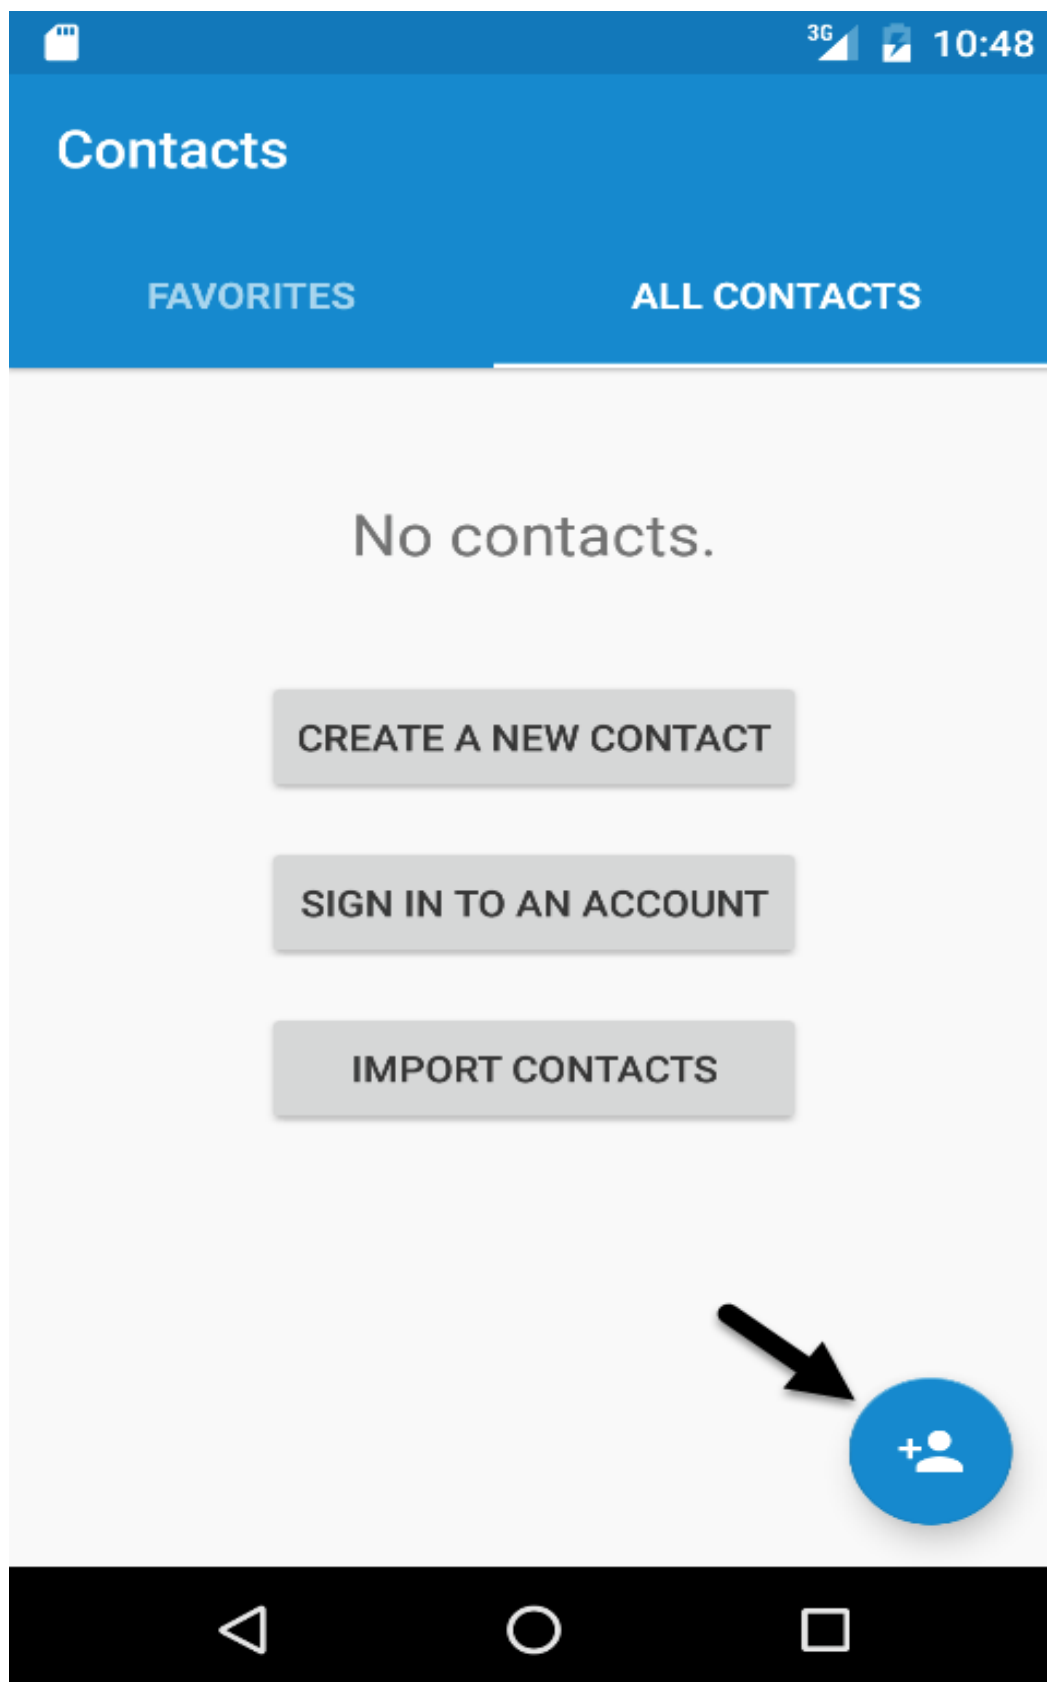 3G 10:48
Contacts
FAVORITES ALL CONTACTS
No contacts.
CREATE A NEW CONTACT
SIGN IN TO AN ACCOUNT
IMPORT CONTACTS